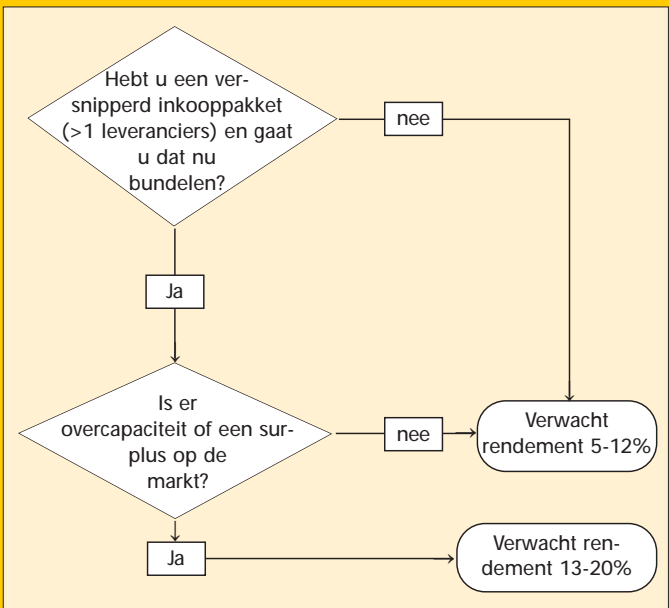 Hebt u een ver-
snipperd inkooppakket
(>1 leveranciers) en gaat
u dat nu
bundelen?
nee
Ja
Is er
overcapaciteit of een sur-
plus op de
markt?
nee
Verwacht
rendement 5-12%
Ja
Verwacht ren-
dement 13-20%